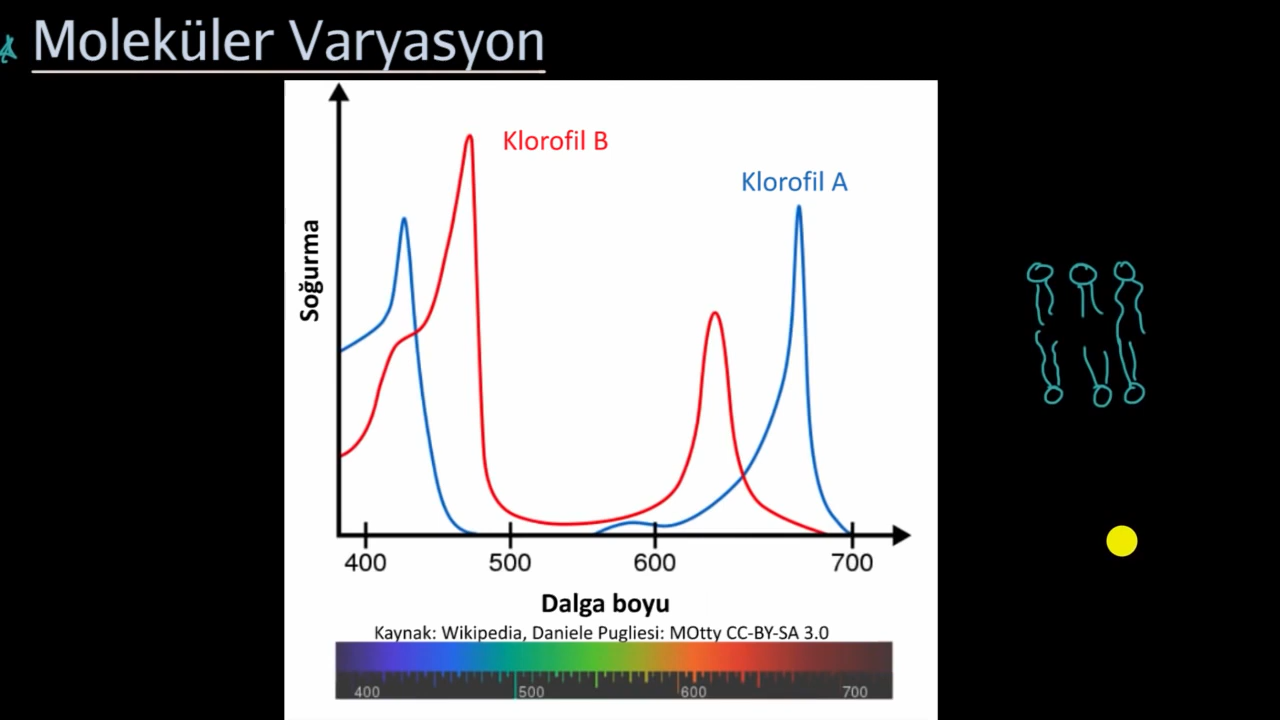 Moleküler Varyasyon
Klorofil B
Klorofil A
Soğurma
400 500 600 700
Dalga boyu
Kaynak: Wikipedia, Daniele Pugliesi: MOtty CC-BY-SA 3.0
400 500 600 700